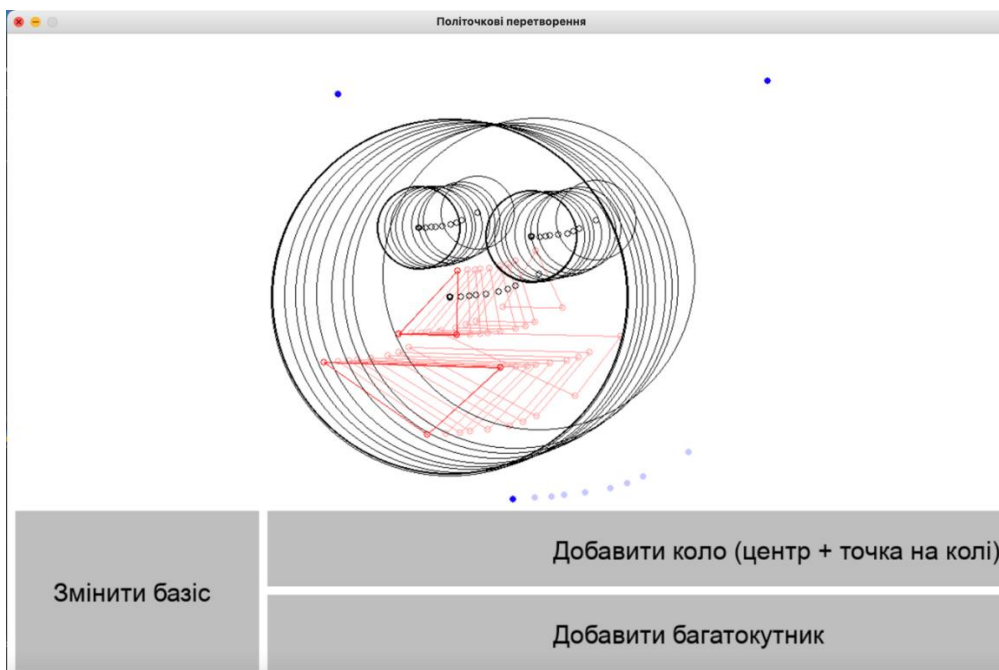 Політочкові перетворення
Змінити базіс
Добавити коло (центр + точка на колі)
Добавити багатокутник